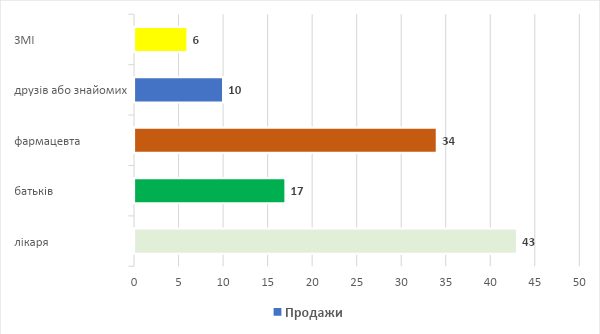 ЗМІ
6
друзів або знайомих
10
фармацевта
34
батьків
17
лікаря
43
0 5 10 15 20 25 30 35 40 45 50
Продажи